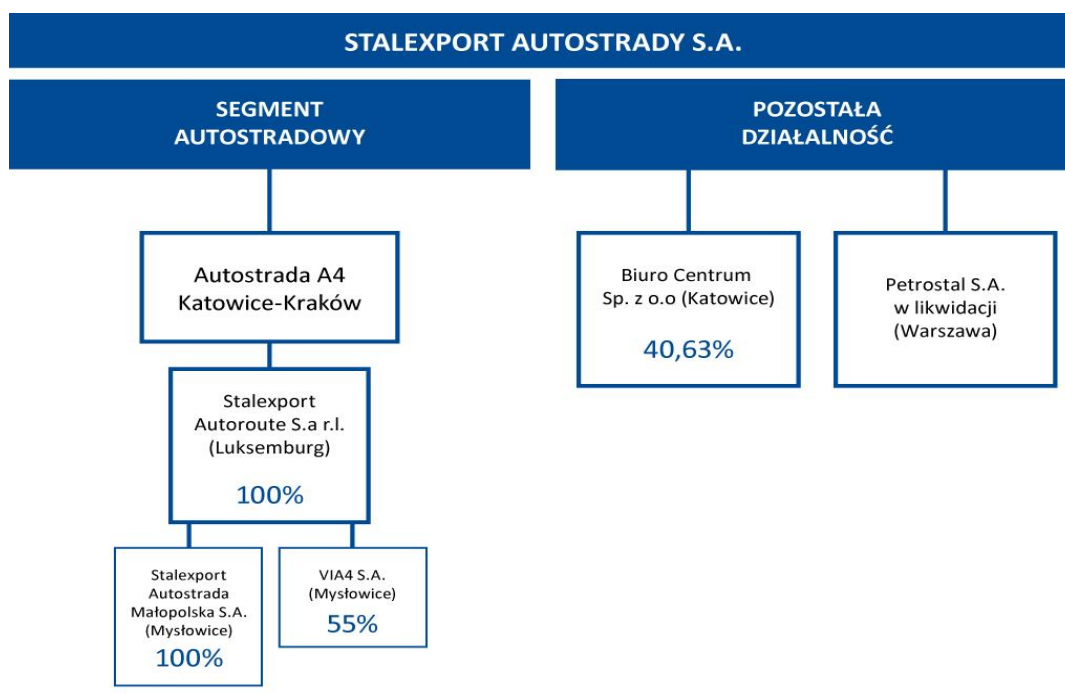 STALEXPORT AUTOSTRADY S.A.
SEGMENT
AUTOSTRADOWY
POZOSTAŁA
DZIAŁALNOŚĆ
Autostrada A4
Katowice-Kraków
Biuro Centrum
Sp. z o.o (Katowice)
40,63%
Petrostal S.A.
w likwidacji
(Warszawa)
Stalexport
Autoroute S.a r.l.
(Luksemburg)
100%
Stalexport
Autostrada
Małopolska S.A.
(Mysłowice)
100%
VIA4 S.A.
(Mysłowice)
55%